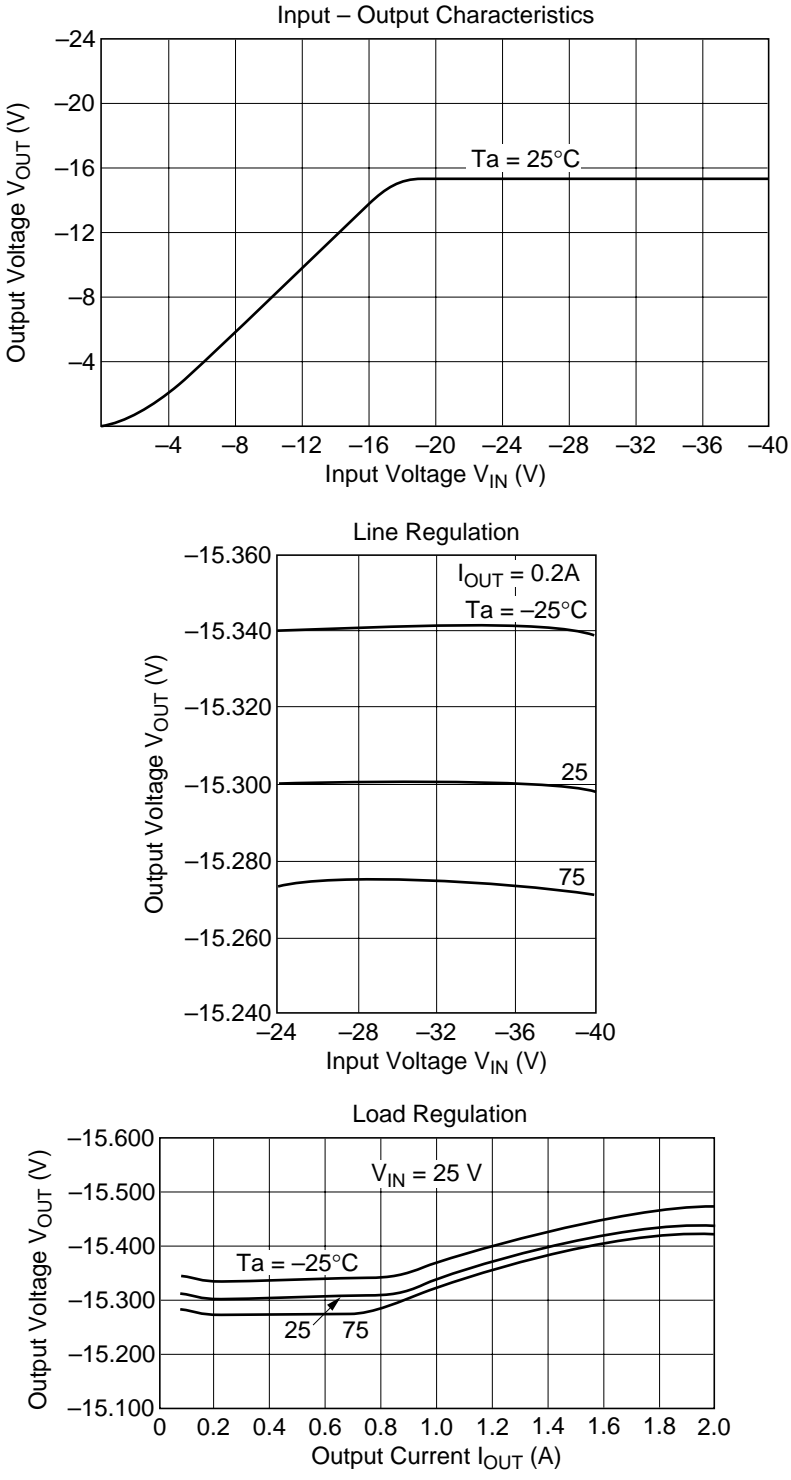 Input – Output Characteristics
Output Voltage VOUT (V)
–24
–20
–16
–12
–8
–4
Ta = 25°C
–4 –8 –12 –16 –20 –24 –28 –32 –36 –40
Input Voltage VIN (V)
Line Regulation
Output Voltage VOUT (V)
–15.360
–15.340
–15.320
–15.300
–15.280
–15.260
–15.240
IOUT = 0.2A
Ta = –25°C
25
75
–24 –28 –32 –36 –40
Input Voltage VIN (V)
Load Regulation
Output Voltage VOUT (V)
–15.600
–15.500
–15.400
–15.300
–15.200
–15.100
VIN = 25 V
Ta = –25°C
25 75
0 0.2 0.4 0.6 0.8 1.0 1.2 1.4 1.6 1.8 2.0
Output Current IOUT (A)